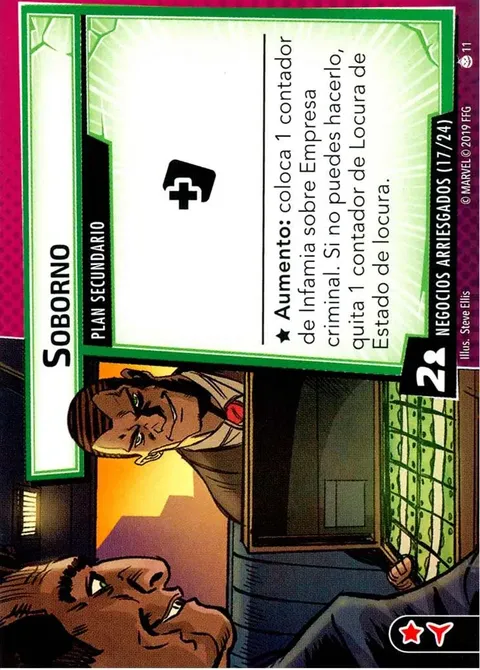 SOBORNO
PLAN SECUNDARIO
★ Aumento: coloca 1 contador
de Infamia sobre Empresa
criminal. Si no puedes hacerlo,
quita 1 contador de Locura de
Estado de locura.
2
NEGOCIOS ARRIESGADOS (17/24)
Illus. Steve Ellis
© MARVEL © 2019 FFG
11